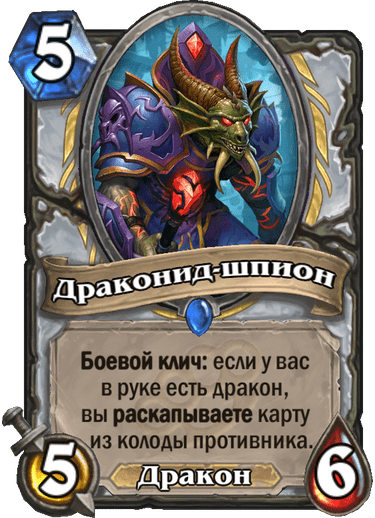 5
Драконид-шпион
Боевой клич: если у вас
в руке есть дракон,
вы раскапываете карту
из колоды противника.
5
Дракон
6